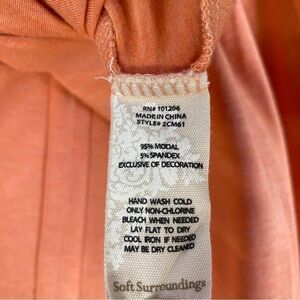 RN# 101206
MADE IN CHINA
STYLE# 2CM61
95% MODAL
5% SPANDEX
EXCLUSIVE OF DECORATION
HAND WASH COLD
ONLY NON-CHLORINE
BLEACH WHEN NEEDED
LAY FLAT TO DRY
COOL IRON IF NEEDED
MAY BE DRY CLEANED
Soft Surroundings